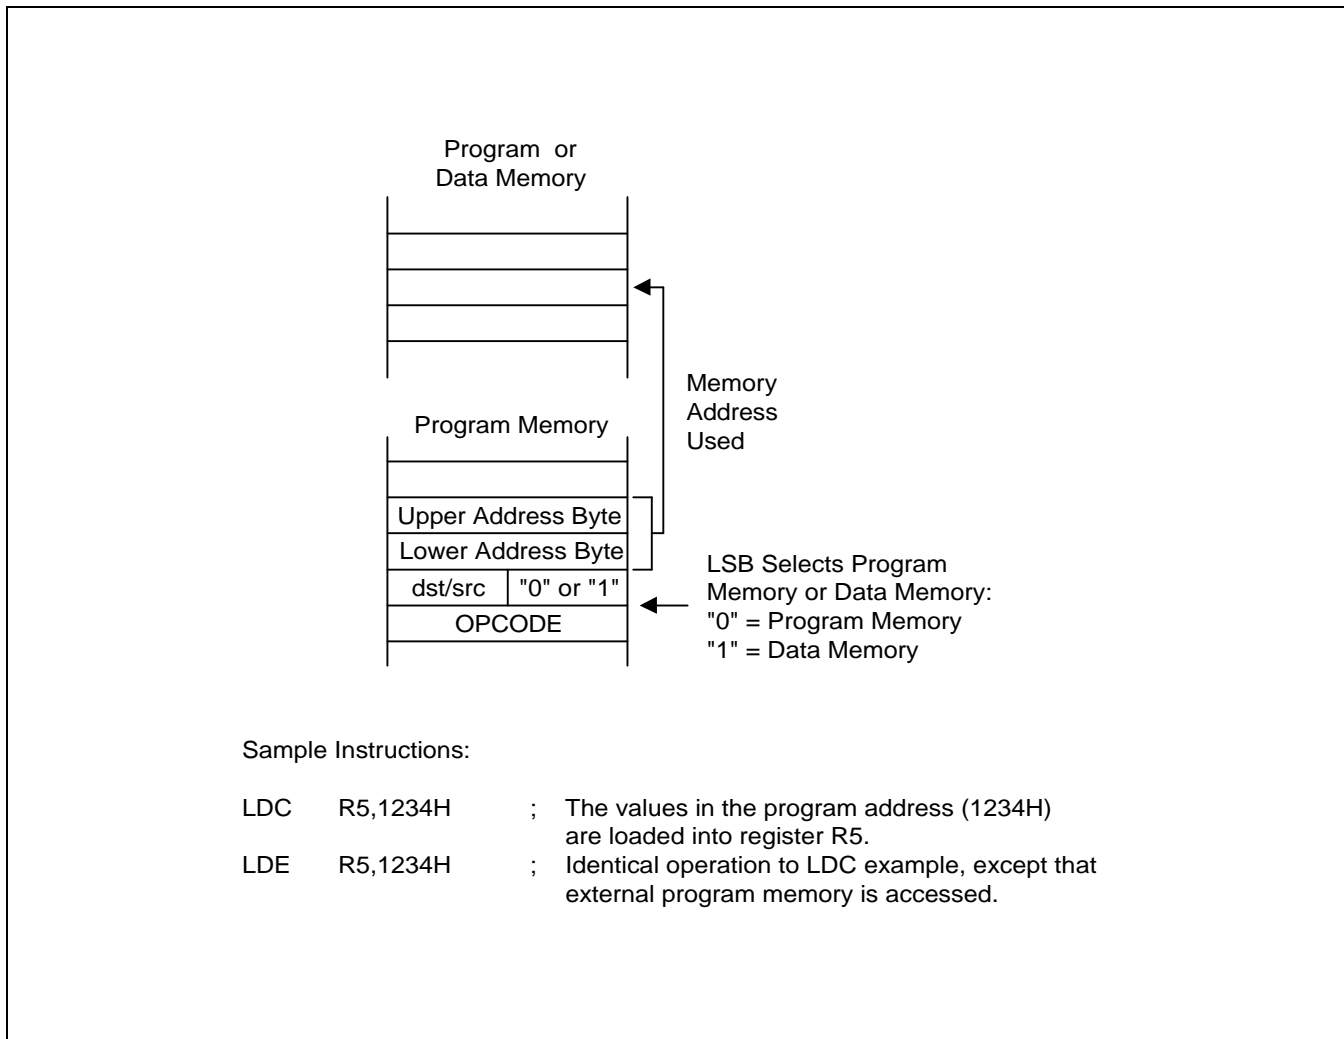 Program or
Data Memory
Memory
Address
Used
Program Memory
Upper Address Byte
Lower Address Byte
dst/src "0" or "1"
OPCODE
LSB Selects Program
Memory or Data Memory:
"0" = Program Memory
"1" = Data Memory
Sample Instructions:
LDC R5,1234H ; The values in the program address (1234H)
are loaded into register R5.
LDE R5,1234H ; Identical operation to LDC example, except that
external program memory is accessed.